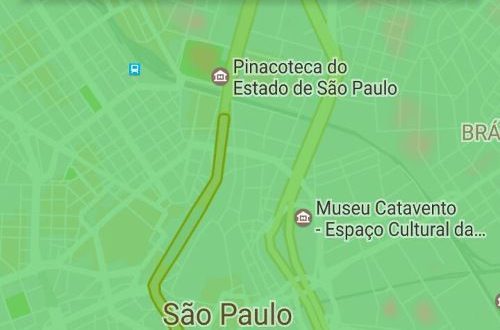 Pinacoteca do
Estado de São Paulo
BRÁ
Museu Catavento
- Espaço Cultural da...
São Paulo